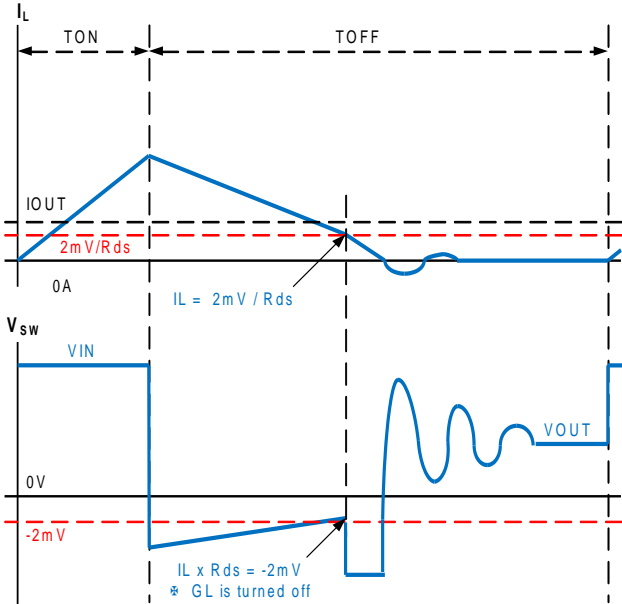 IL
TON
TOFF
IOUT
2mV/Rds
0A
IL = 2mV / Rds
VSW
VIN
VOUT
0V
-2mV
IL x Rds = -2mV
✠ GL is turned off